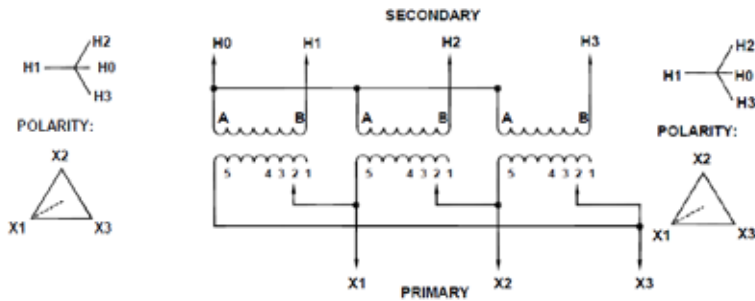 SECONDARY
H0 H1 H2 H3
H2
H1 H0
H3
POLARITY:
X2
X1 X3
A B A B A B
5 4 3 2 1 5 4 3 2 1 5 4 3 2 1
X1 X2 X3
PRIMARY
H2
H1 H0
H3
POLARITY:
X2
X1 X3